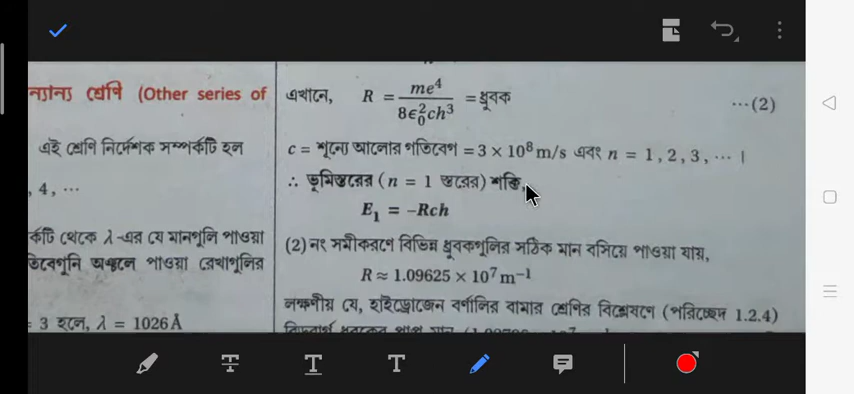 ন্যান্য শ্রেণি (Other series of
এই শ্রেণি নির্দেশক সম্পর্কটি হল
, 4, ⋯
র্কটি থেকে λ-এর যে মানগুলি পাওয়া
তিবেগুনি অঞ্চলে পাওয়া রেখাগুলির
= 3 হলে, λ = 1026 Å
এখানে, R = me⁴ / 8ϵ₀²ch³ = ধ্রুবক ⋯(2)
c = শূন্যে আলোর গতিবেগ = 3 × 10⁸ m/s এবং n = 1, 2, 3, ⋯ ।
∴ ভূমিস্তরের (n = 1 স্তরের) শক্তি,
E₁ = −Rch
(2) নং সমীকরণে বিভিন্ন ধ্রুবকগুলির সঠিক মান বসিয়ে পাওয়া যায়,
R ≈ 1.09625 × 10⁷ m⁻¹
লক্ষণীয় যে, হাইড্রোজেন বর্ণালির বামার শ্রেণির বিশ্লেষণে (পরিচ্ছেদ 1.2.4)
T T T